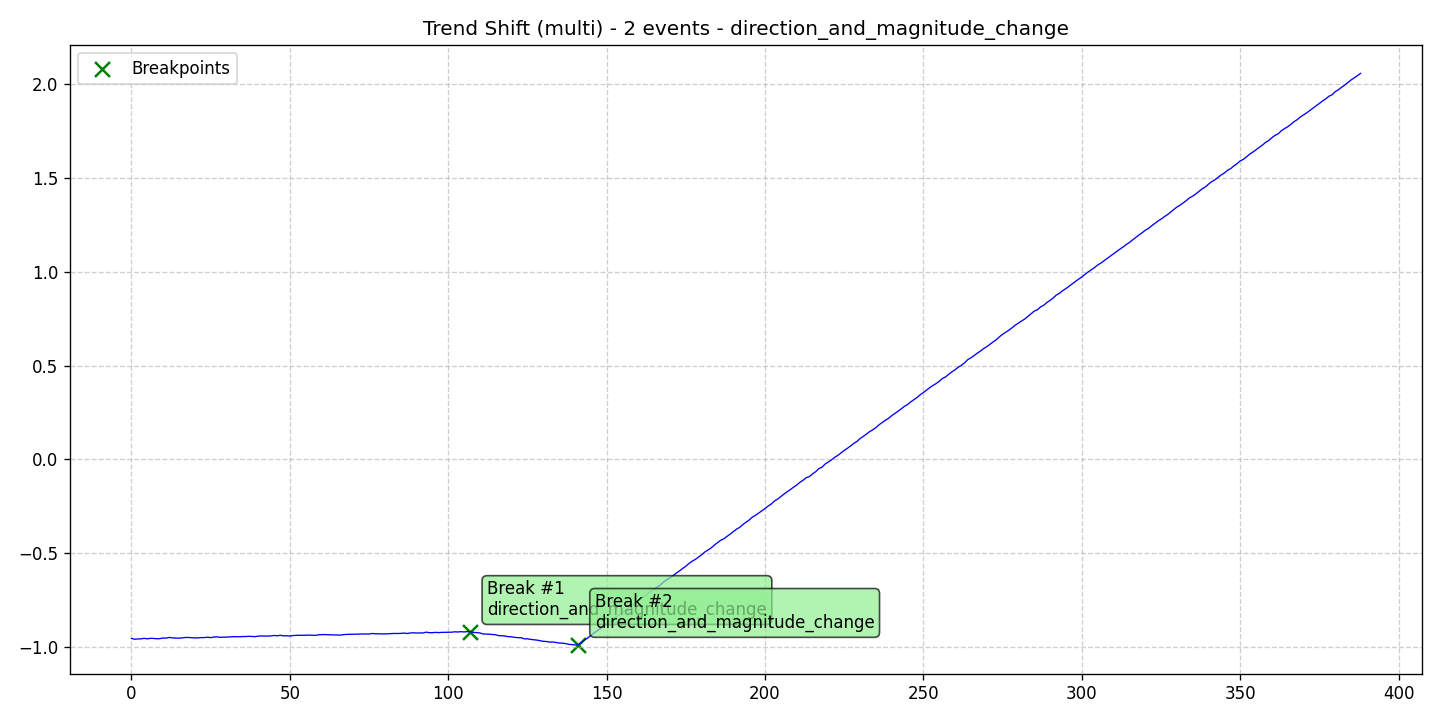 Trend Shift (multi) - 2 events - direction_and_magnitude_change
Breakpoints
2.0
1.5
1.0
0.5
0.0
−0.5
−1.0
Break #1
direction_and_magnitude_change
Break #2
direction_and_magnitude_change
0 50 100 150 200 250 300 350 400